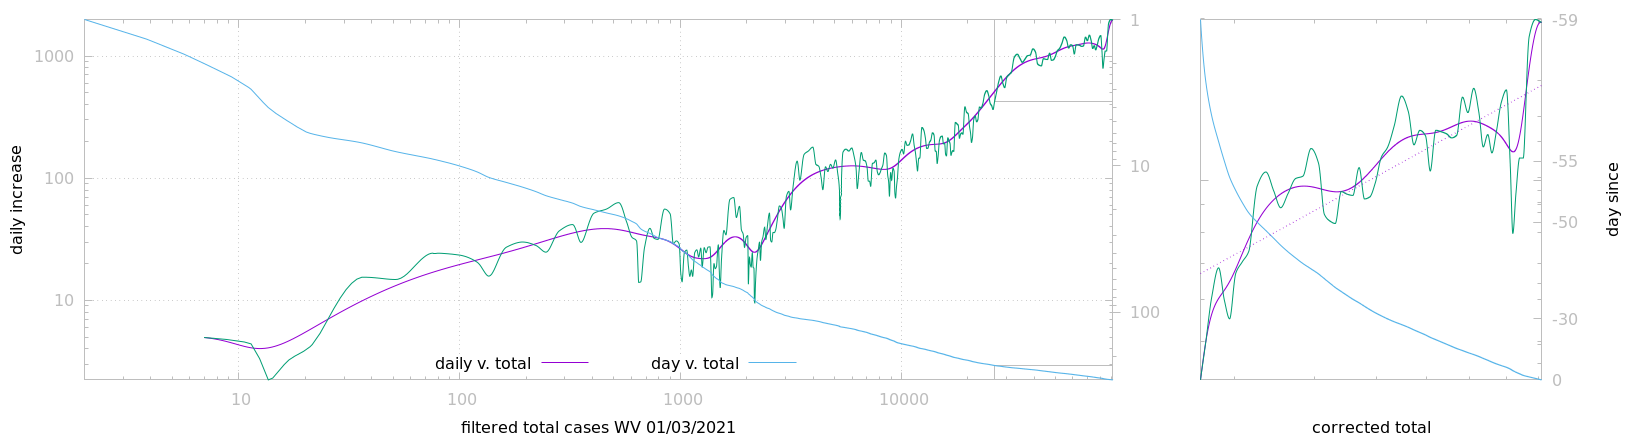 1000
100
10
daily increase
1
10
100
daily v. total
day v. total
10
100
1000
10000
filtered total cases WV 01/03/2021
-59
-55
-50
-30
0
day since
corrected total